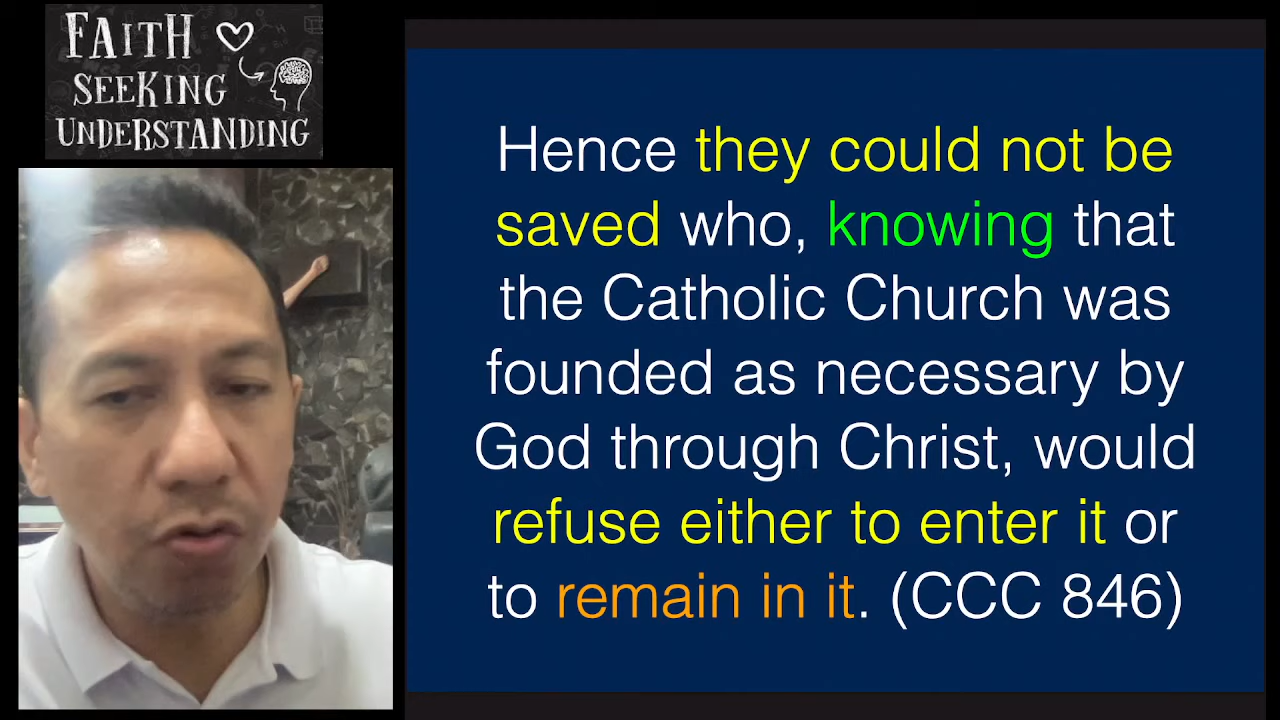 FAITH
SEEKING
UNDERSTANDING
Hence they could not be
saved who, knowing that
the Catholic Church was
founded as necessary by
God through Christ, would
refuse either to enter it or
to remain in it. (CCC 846)